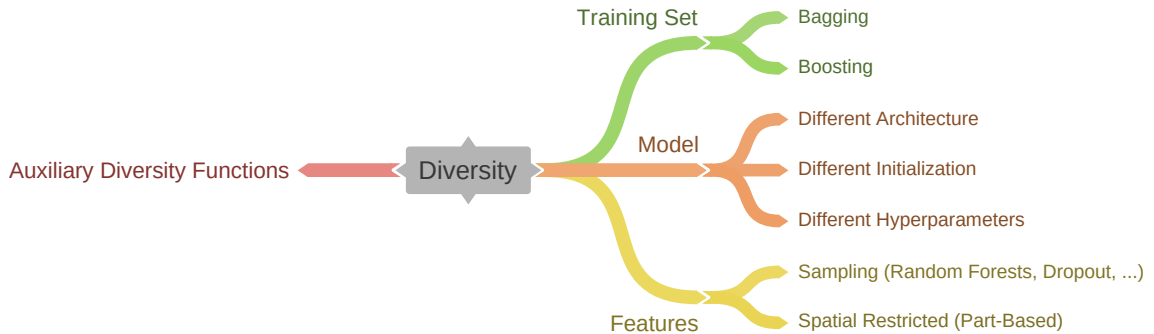 Auxiliary Diversity Functions
Diversity
Training Set
Bagging
Boosting
Model
Different Architecture
Different Initialization
Different Hyperparameters
Features
Sampling (Random Forests, Dropout, ...)
Spatial Restricted (Part-Based)